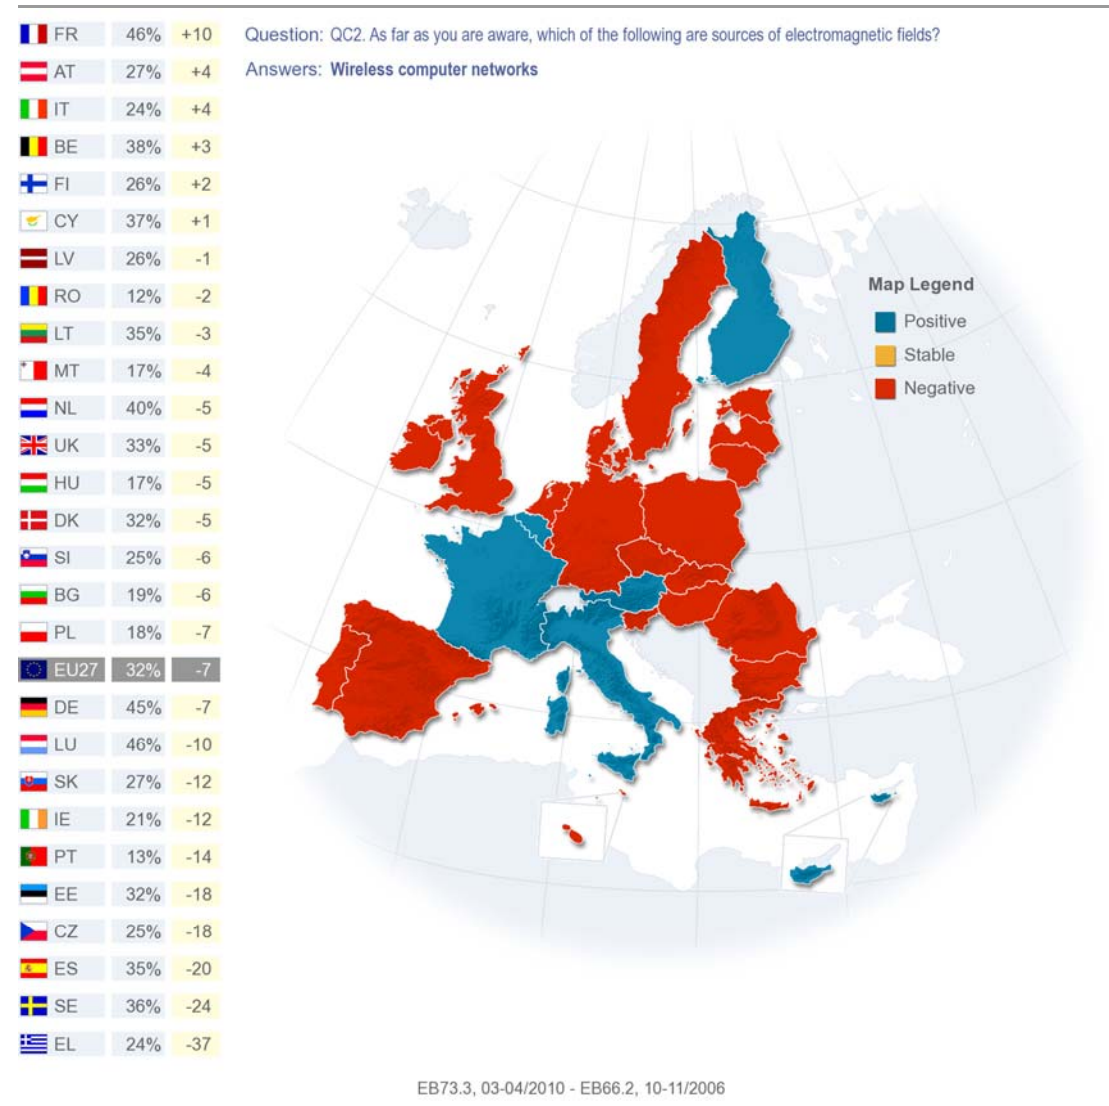 FR 46% +10
Question: QC2. As far as you are aware, which of the following are sources of electromagnetic fields?
AT 27% +4
Answers: Wireless computer networks
IT 24% +4
BE 38% +3
FI 26% +2
CY 37% +1
LV 26% -1
RO 12% -2
LT 35% -3
MT 17% -4
NL 40% -5
UK 33% -5
HU 17% -5
DK 32% -5
SI 25% -6
BG 19% -6
PL 18% -7
EU27 32% -7
DE 45% -7
LU 46% -10
SK 27% -12
IE 21% -12
PT 13% -14
EE 32% -18
CZ 25% -18
ES 35% -20
SE 36% -24
EL 24% -37
Map Legend
Positive
Stable
Negative
EB73.3, 03-04/2010 - EB66.2, 10-11/2006